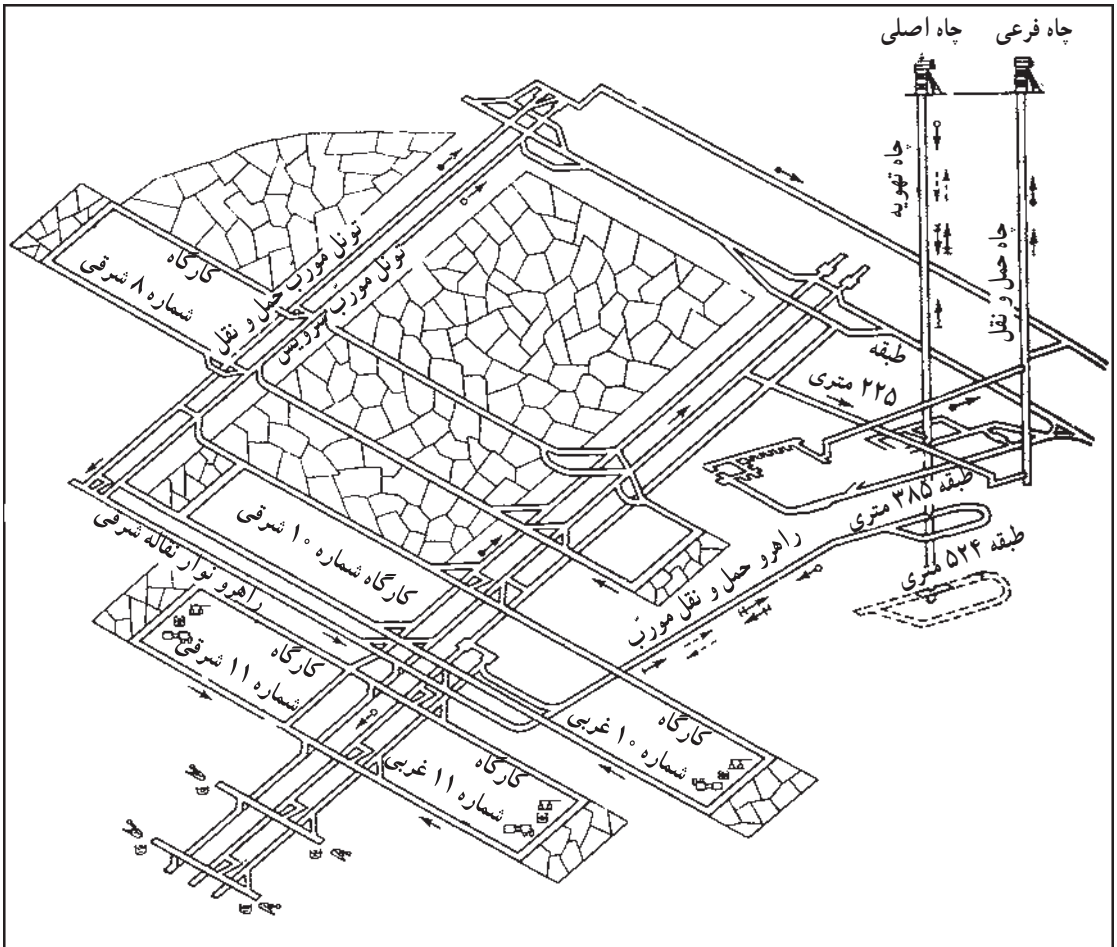 چاه فرعی
چاه اصلی
چاه تهویه
چاه حمل و نقل
تونل مورب حمل و نقل
تونل مورب سرویس
کارگاه
شماره ۸ شرقی
طبقه
۲۲۵ متری
طبقه ۳۸۵ متری
طبقه ۵۲۴ متری
راهرو حمل و نقل مورب
کارگاه شماره ۱۰ شرقی
راهرو نوار نقاله شرقی
کارگاه
شماره ۱۱ شرقی
کارگاه
شماره ۱۰ غربی
کارگاه
شماره ۱۱ غربی